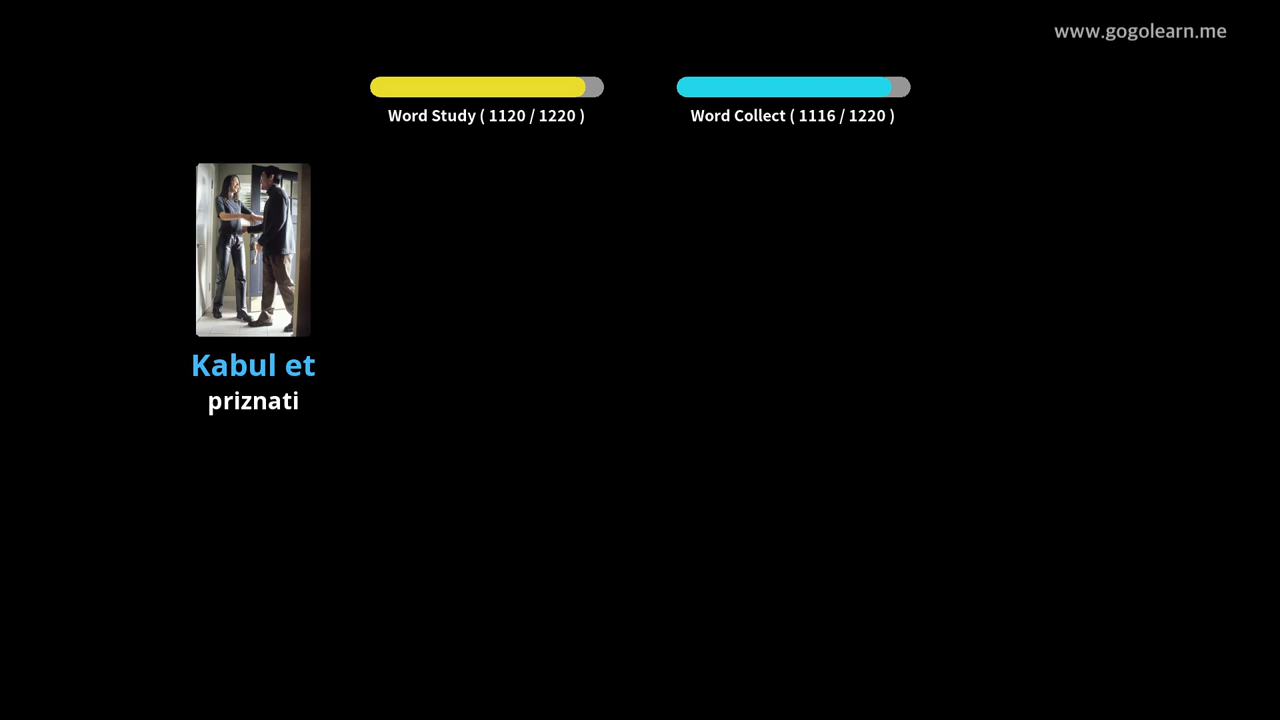 www.gogolearn.me
Word Study ( 1120 / 1220 )
Word Collect ( 1116 / 1220 )
Kabul et
priznati